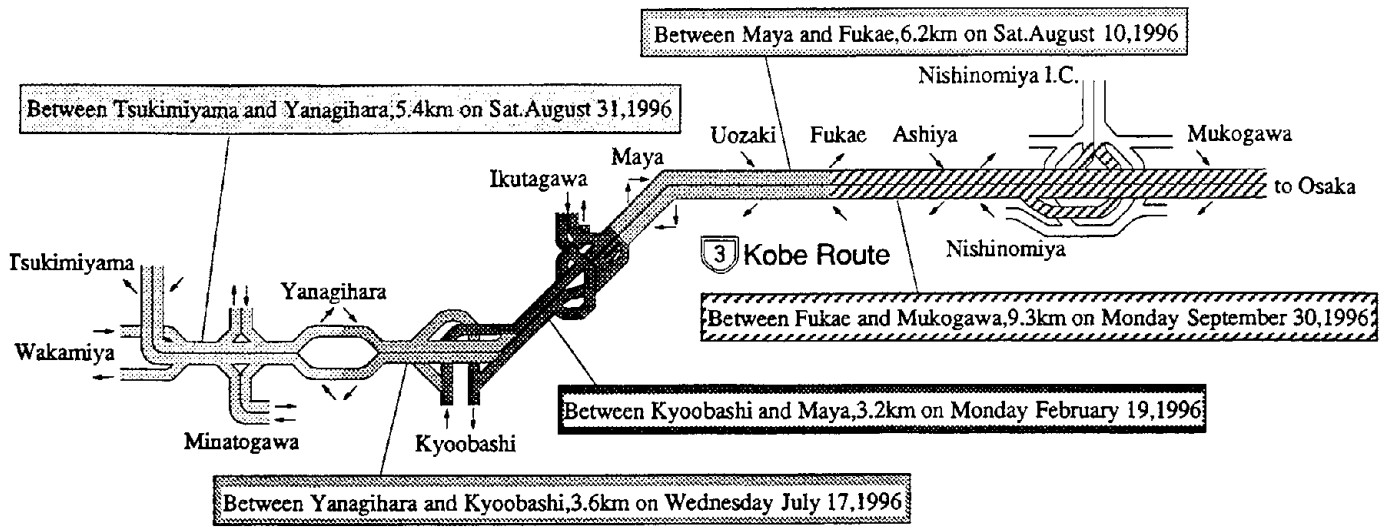 Between Maya and Fukae,6.2km on Sat.August 10,1996
Nishinomiya I.C.
Between Tsukimiyama and Yanagihara,5.4km on Sat.August 31,1996
Uozaki
Fukae
Ashiya
Mukogawa
Maya
Ikutagawa
to Osaka
3 Kobe Route
Nishinomiya
Tsukimiyama
Yanagihara
Between Fukae and Mukogawa,9.3km on Monday September 30,1996
Wakamiya
Between Kyoobashi and Maya,3.2km on Monday February 19,1996
Minatogawa
Kyoobashi
Between Yanagihara and Kyoobashi,3.6km on Wednesday July 17,1996